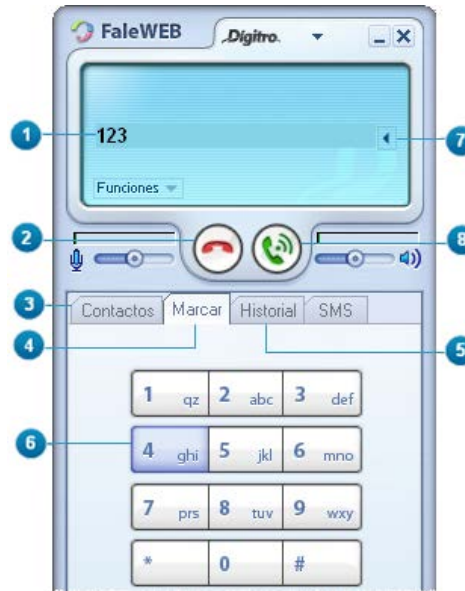 FaleWEB Dígitro
1 123 7
Funciones
2 8
3 Contactos Marcar Historial SMS
4 5
1 qz 2 abc 3 def
6 4 ghi 5 jkl 6 mno
7 prs 8 tuv 9 wxy
* 0 #